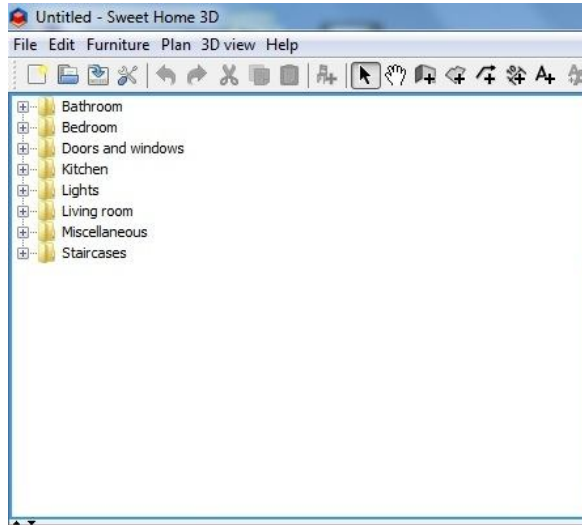 Untitled - Sweet Home 3D
File Edit Furniture Plan 3D view Help
Bathroom
Bedroom
Doors and windows
Kitchen
Lights
Living room
Miscellaneous
Staircases